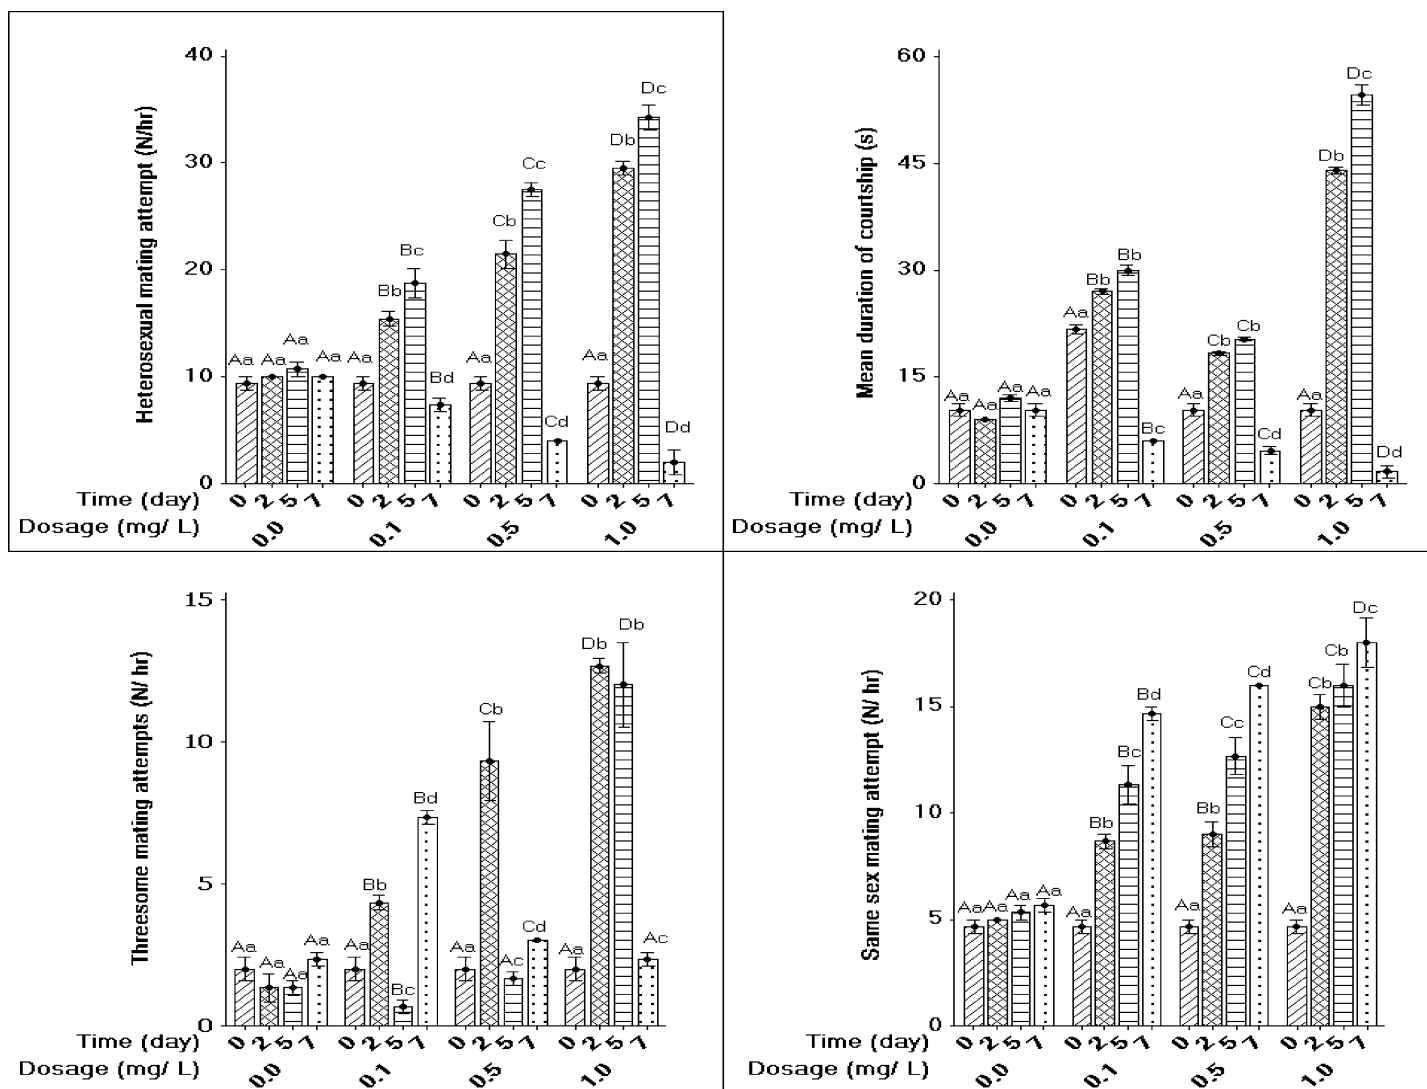 Heterosexual mating attempt (N/hr)
40
30
20
10
0
Aa Aa Aa Aa
Aa Bb Bc Bd
Aa Cb Cc Cd
Aa Db Dc Dd
Time (day) 0 2 5 7 0 2 5 7 0 2 5 7 0 2 5 7
Dosage (mg/ L) 0.0 0.1 0.5 1.0
Mean duration of courtship (s)
60
45
30
15
0
Aa Aa Aa Aa
Aa Bb Bb Bc
Aa Cb Cb Cd
Aa Db Dc Dd
Time (day) 0 2 5 7 0 2 5 7 0 2 5 7 0 2 5 7
Dosage (mg/ L) 0.0 0.1 0.5 1.0
Threesome mating attempts (N/ hr)
15
10
5
0
Aa Aa Aa Aa
Aa Bb Bc Bd
Aa Cb Ac Cd
Aa Db Db Ac
Time (day) 0 2 5 7 0 2 5 7 0 2 5 7 0 2 5 7
Dosage (mg/ L) 0.0 0.1 0.5 1.0
Same sex mating attempt (N/ hr)
20
15
10
5
0
Aa Aa Aa Aa
Aa Bb Bc Bd
Aa Bb Cc Cd
Aa Cb Cb Dc
Time (day) 0 2 5 7 0 2 5 7 0 2 5 7 0 2 5 7
Dosage (mg/ L) 0.0 0.1 0.5 1.0